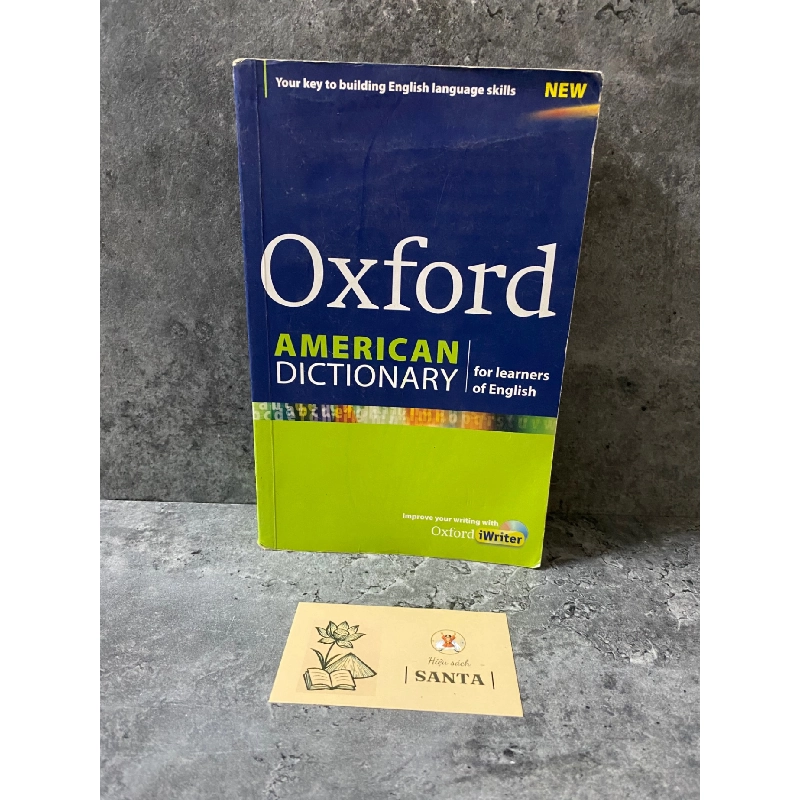 Your key to building English language skills
NEW
Oxford
AMERICAN
DICTIONARY
for learners
of English
Improve your writing with
Oxford iWriter
Hiệu sách
SANTA